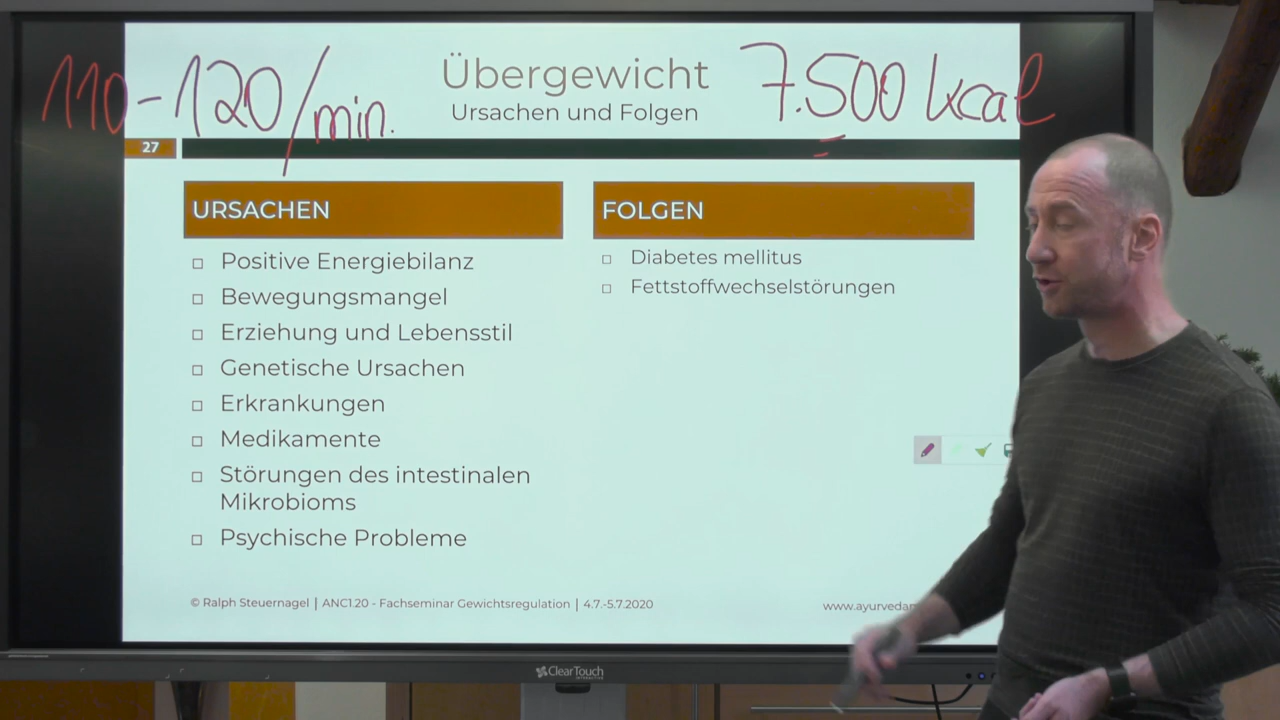 110-120/min.
Übergewicht
7.500 kcal
Ursachen und Folgen
27
URSACHEN
Positive Energiebilanz
Bewegungsmangel
Erziehung und Lebensstil
Genetische Ursachen
Erkrankungen
Medikamente
Störungen des intestinalen
Mikrobioms
Psychische Probleme
FOLGEN
Diabetes mellitus
Fettstoffwechselstörungen
© Ralph Steuernagel | ANC1.20 - Fachseminar Gewichtsregulation | 4.7.-5.7.2020
ClearTouch
INTERACTIVE